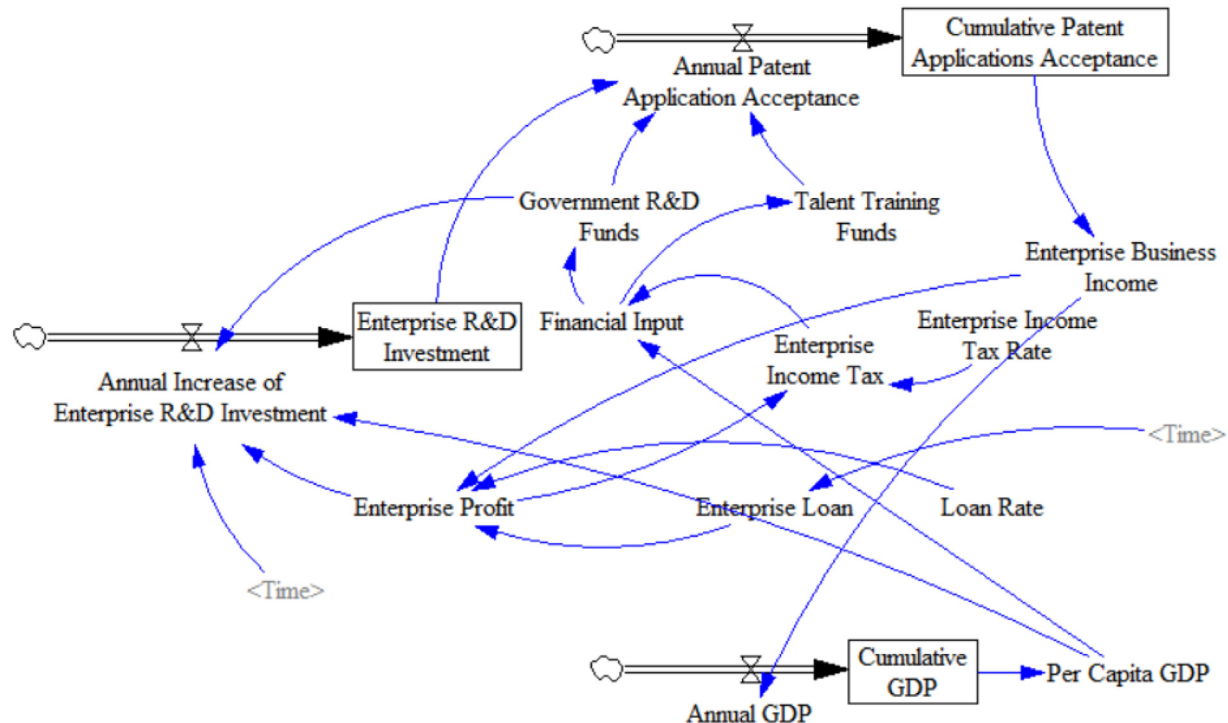 Cumulative Patent
Applications Acceptance
Annual Patent
Application Acceptance
Government R&D
Funds
Talent Training
Funds
Enterprise Business
Income
Enterprise R&D
Investment
Financial Input
Enterprise
Income Tax
Enterprise Income
Tax Rate
Annual Increase of
Enterprise R&D Investment
<Time>
Enterprise Profit
Enterprise Loan
Loan Rate
<Time>
Cumulative
GDP
Per Capita GDP
Annual GDP